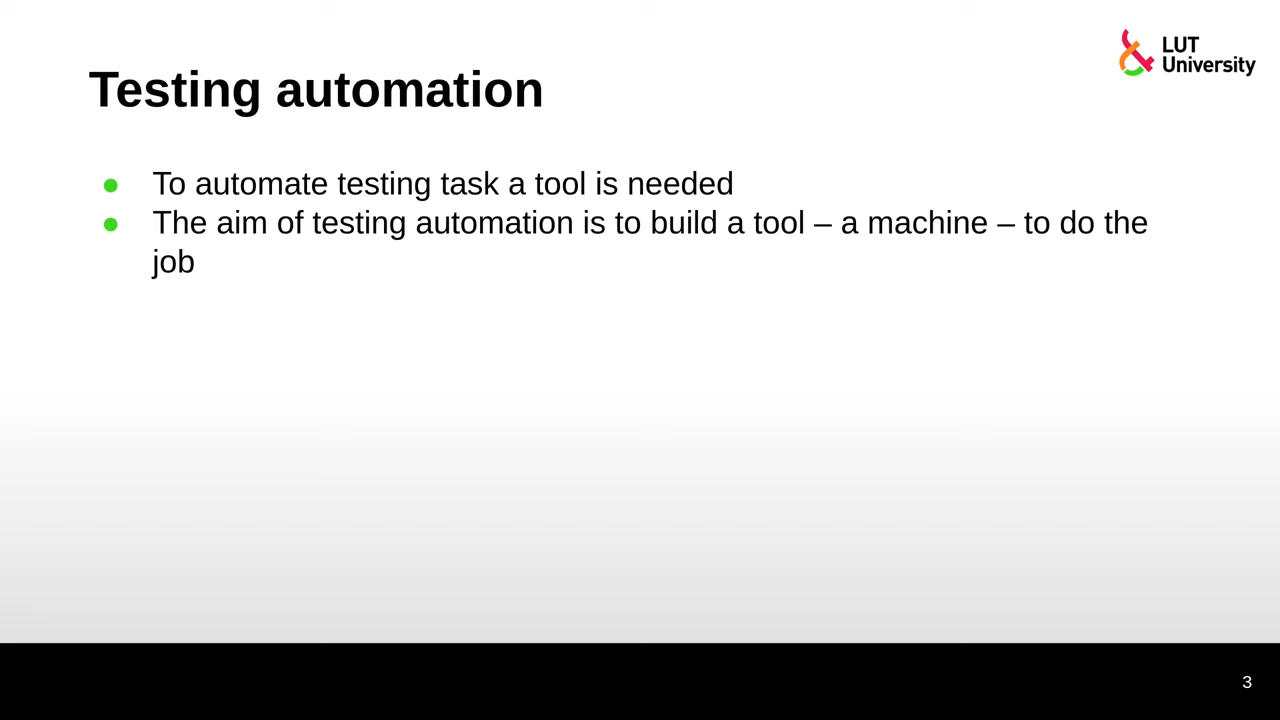 LUT
University
Testing automation
To automate testing task a tool is needed
The aim of testing automation is to build a tool – a machine – to do the
job
3